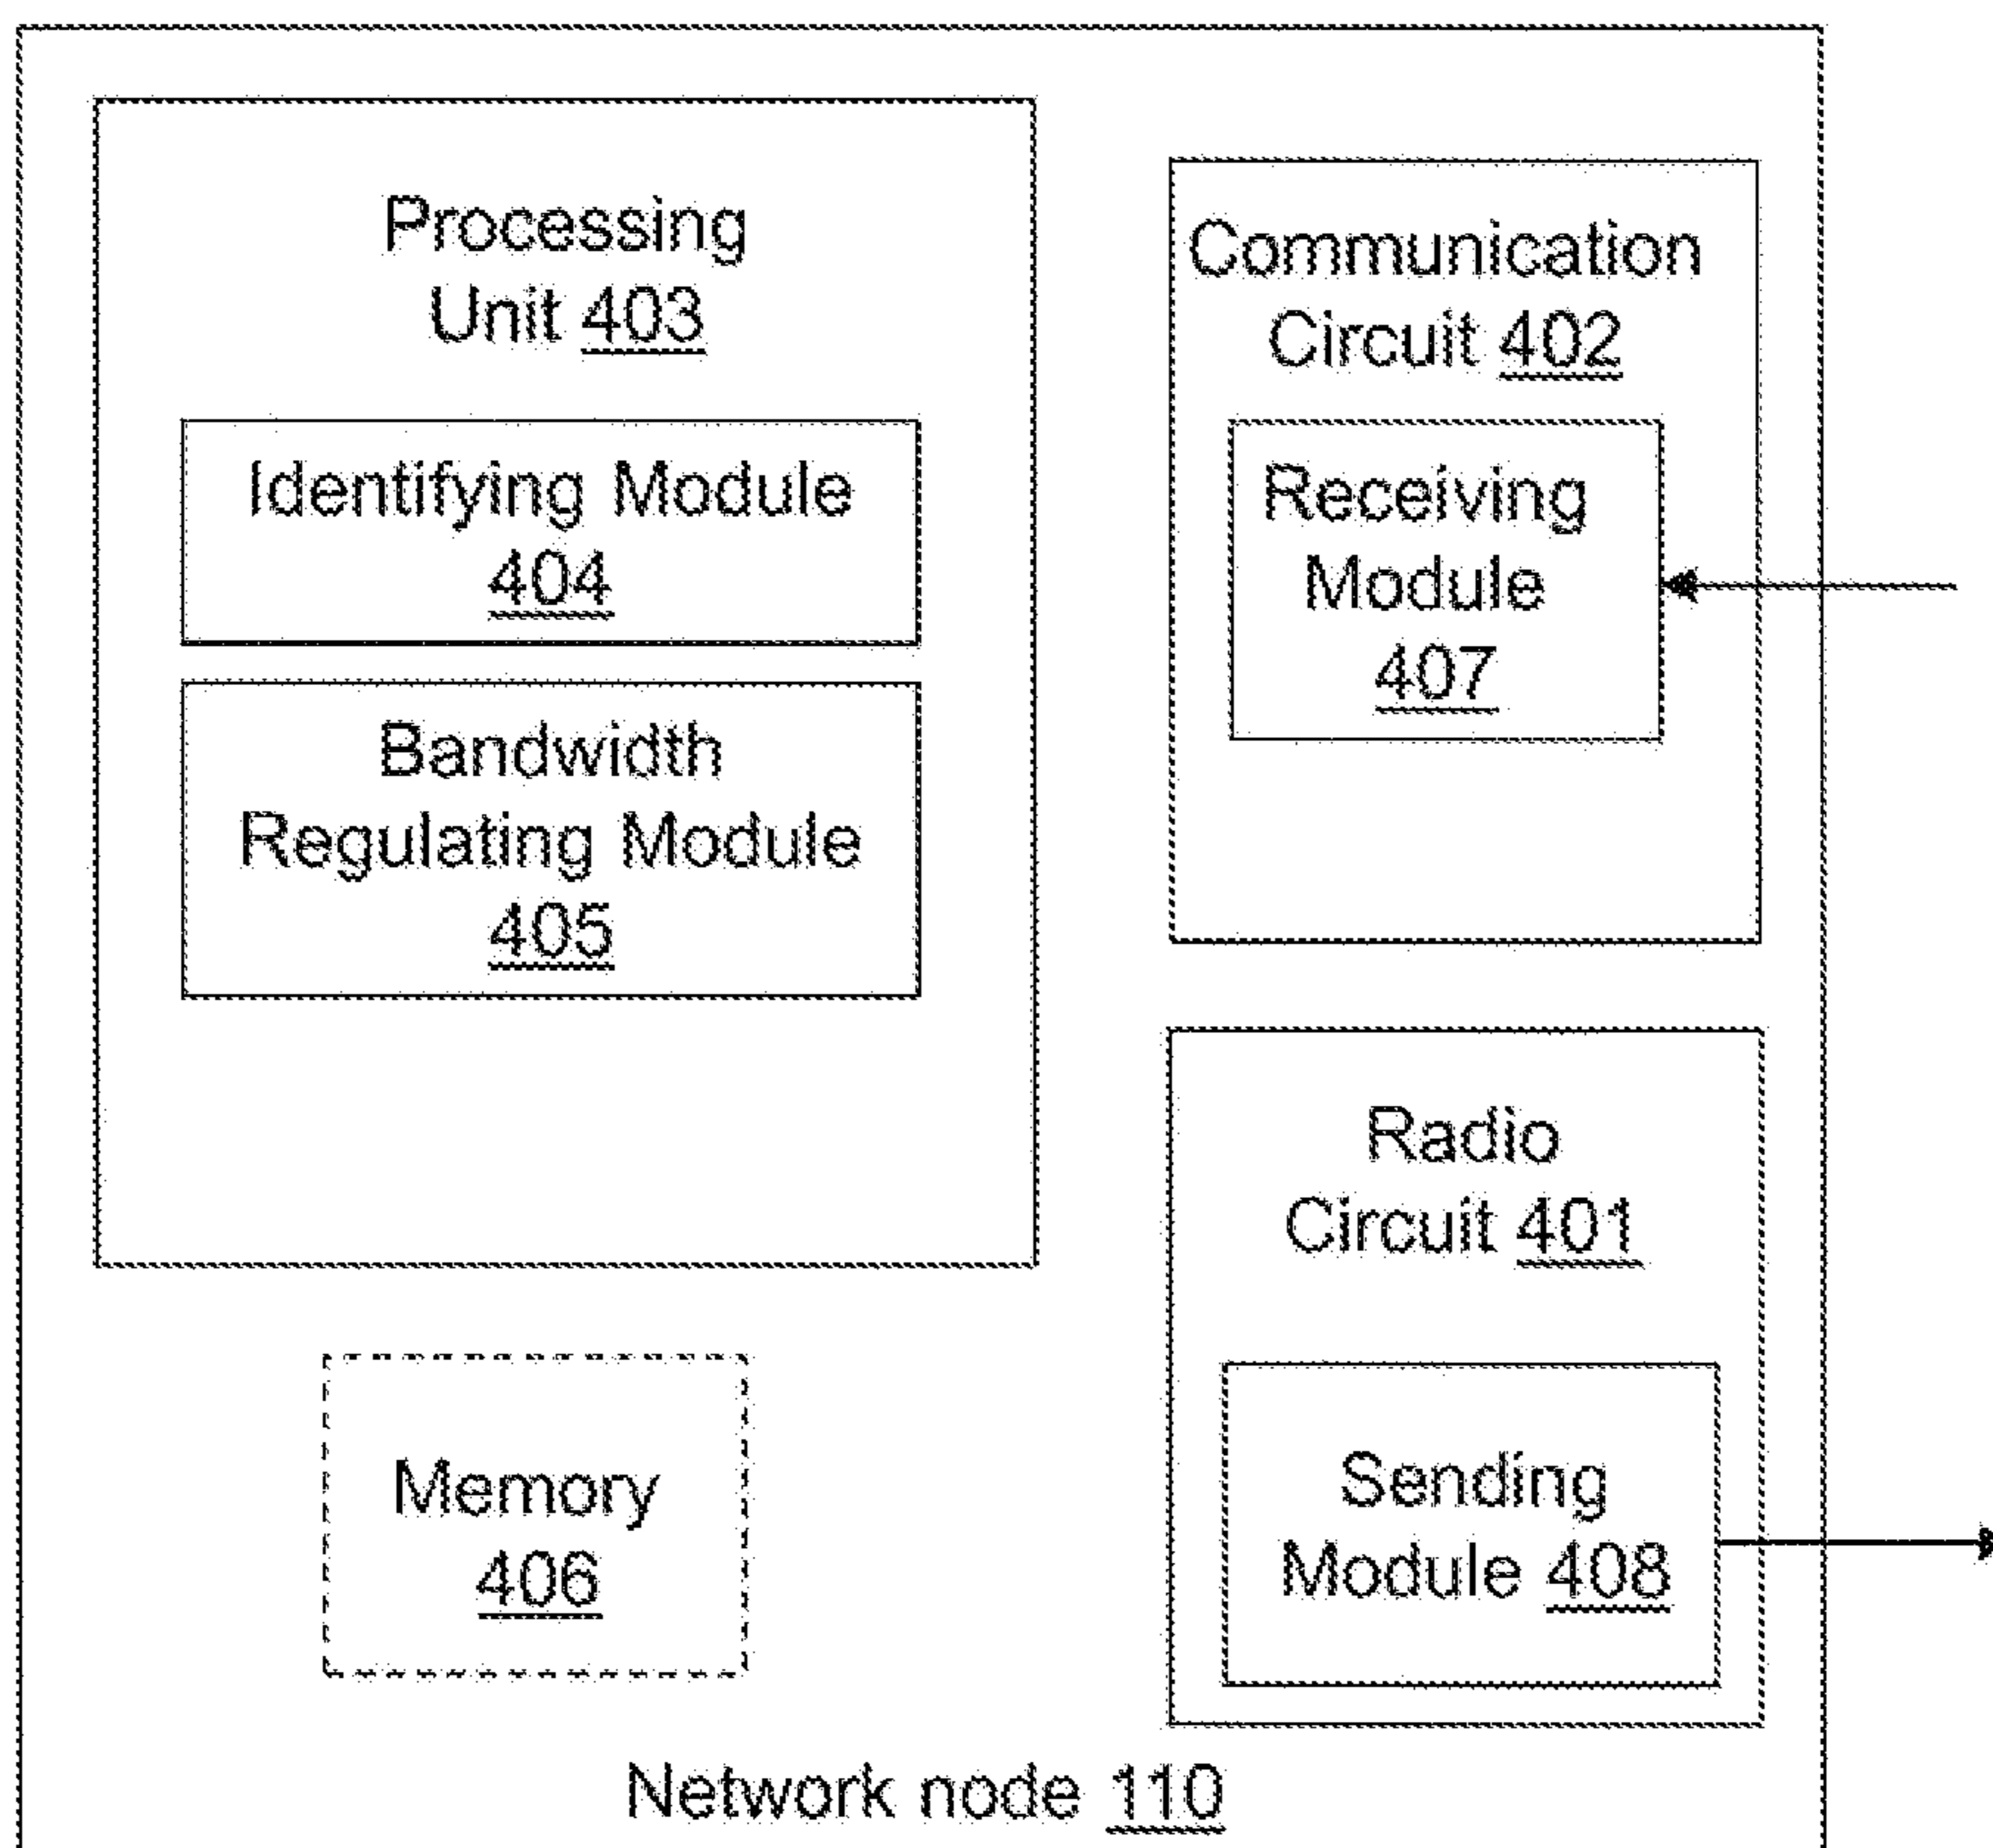 Processing
Unit 403
Identifying Module
404
Bandwidth
Regulating Module
405
Communication
Circuit 402
Receiving
Module
407
Radio
Circuit 401
Sending
Module 408
Memory
406
Network node 110